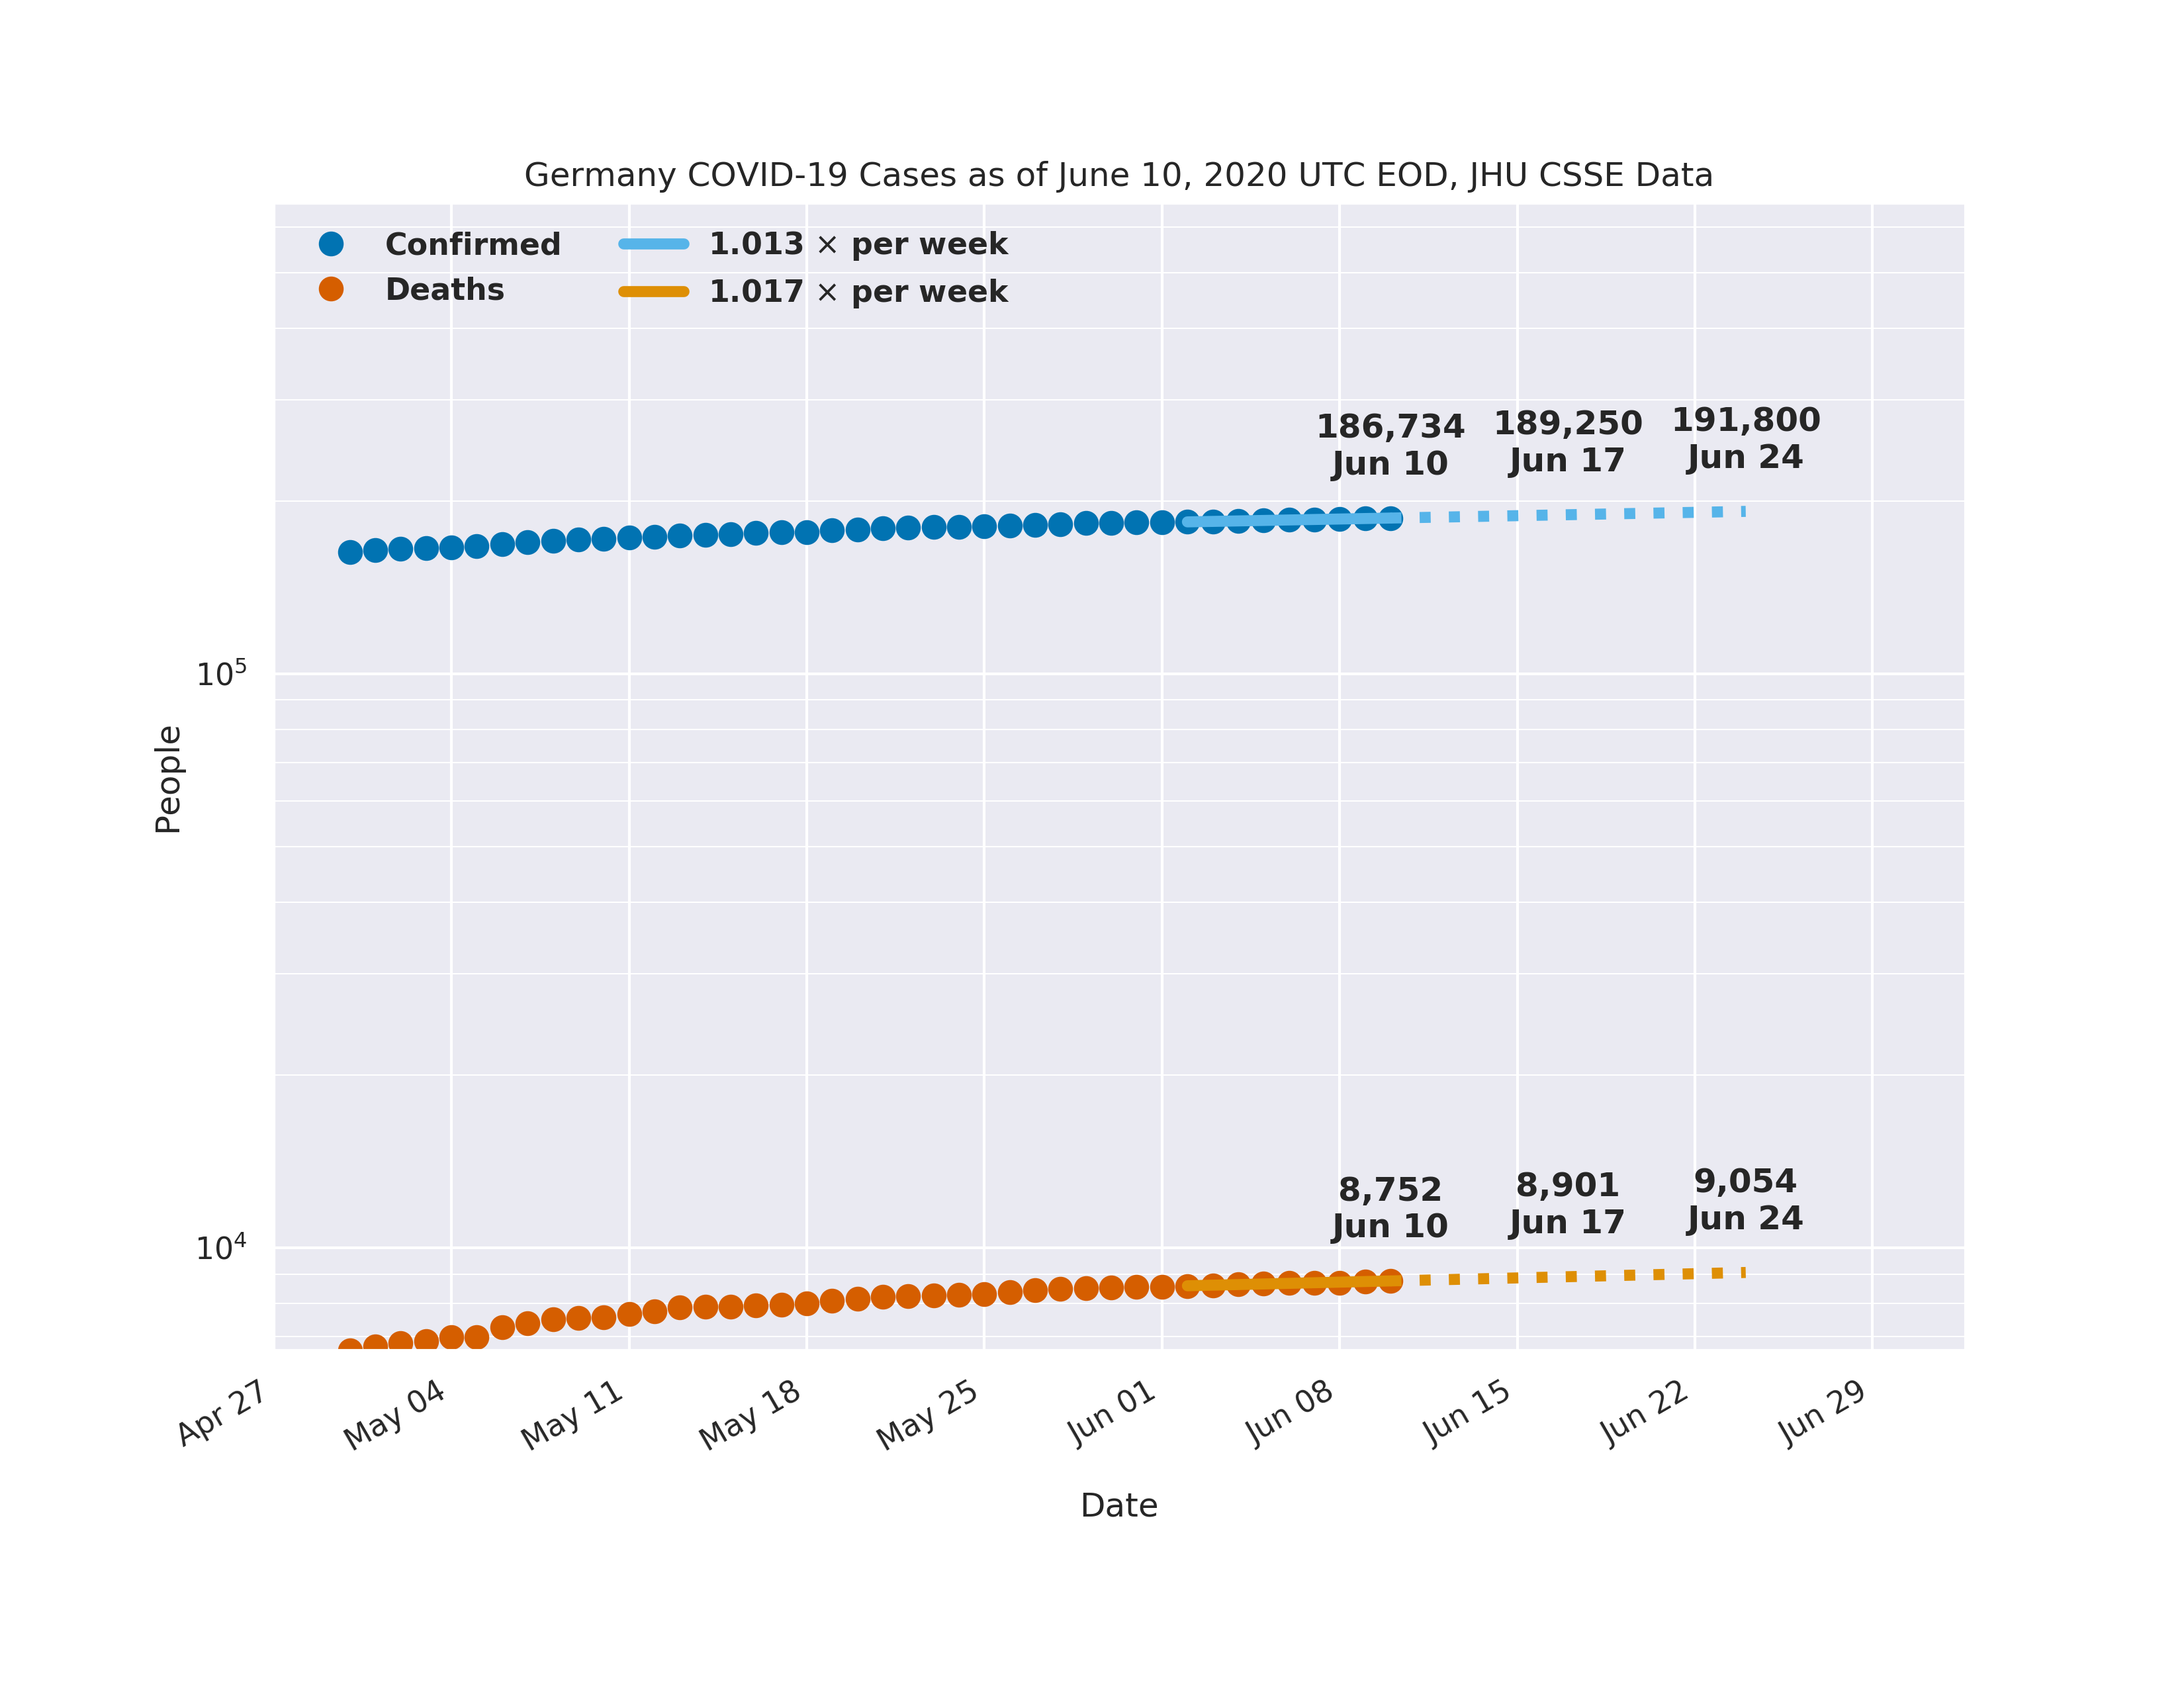 Germany COVID-19 Cases as of June 10, 2020 UTC EOD, JHU CSSE Data
Confirmed
Deaths
1.013 × per week
1.017 × per week
186,734
Jun 10
189,250
Jun 17
191,800
Jun 24
10⁵
People
8,752
Jun 10
8,901
Jun 17
9,054
Jun 24
10⁴
Apr 27
May 04
May 11
May 18
May 25
Jun 01
Jun 08
Jun 15
Jun 22
Jun 29
Date